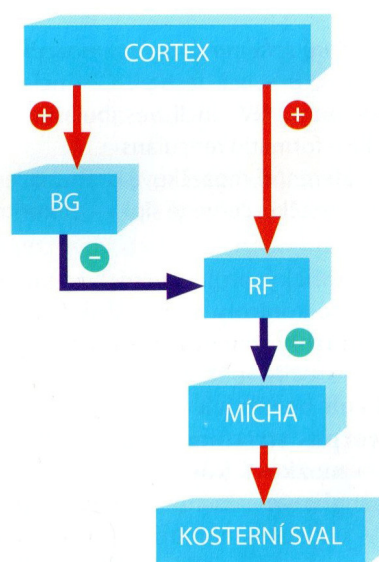 CORTEX
+
+
BG
−
RF
−
MÍCHA
KOSTERNÍ SVAL